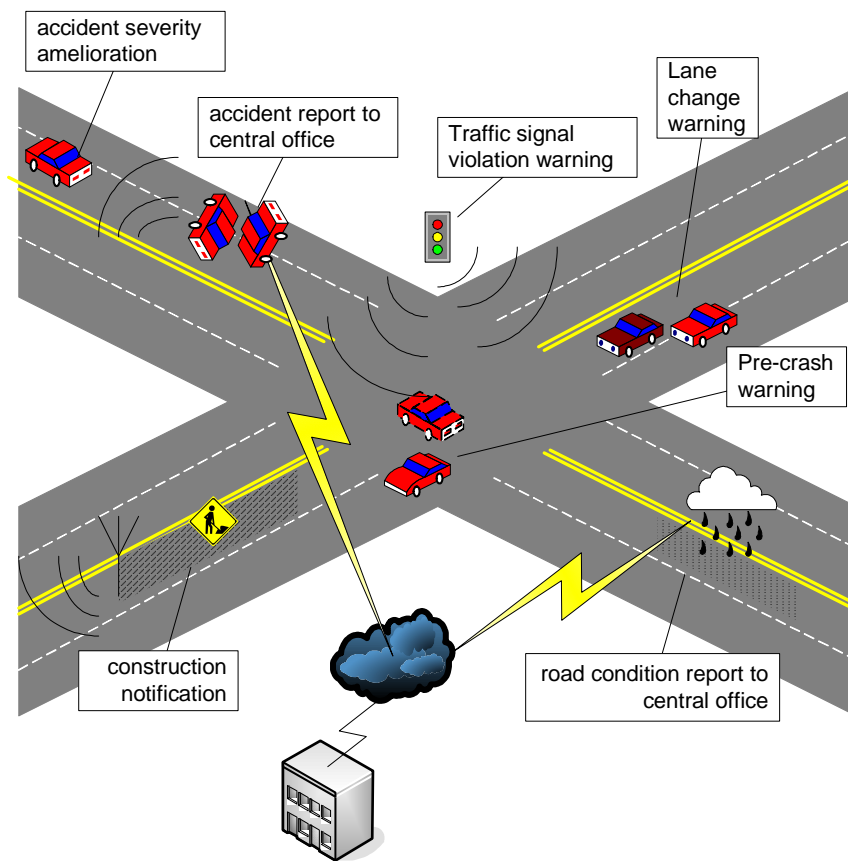 accident severity
amelioration
accident report to
central office
Traffic signal
violation warning
Lane
change
warning
Pre-crash
warning
construction
notification
road condition report to
central office